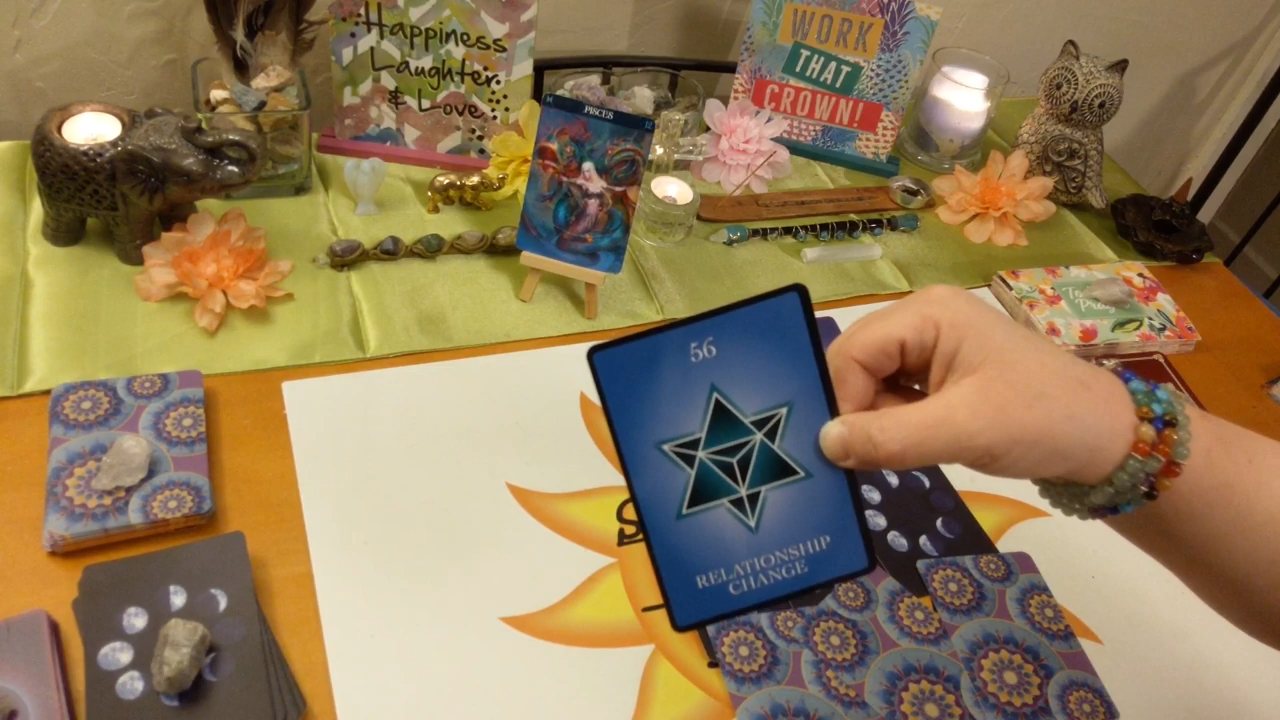 Happiness
Laughter
& Love
WORK
THAT
CROWN!
PISCES
56
RELATIONSHIP
CHANGE
S